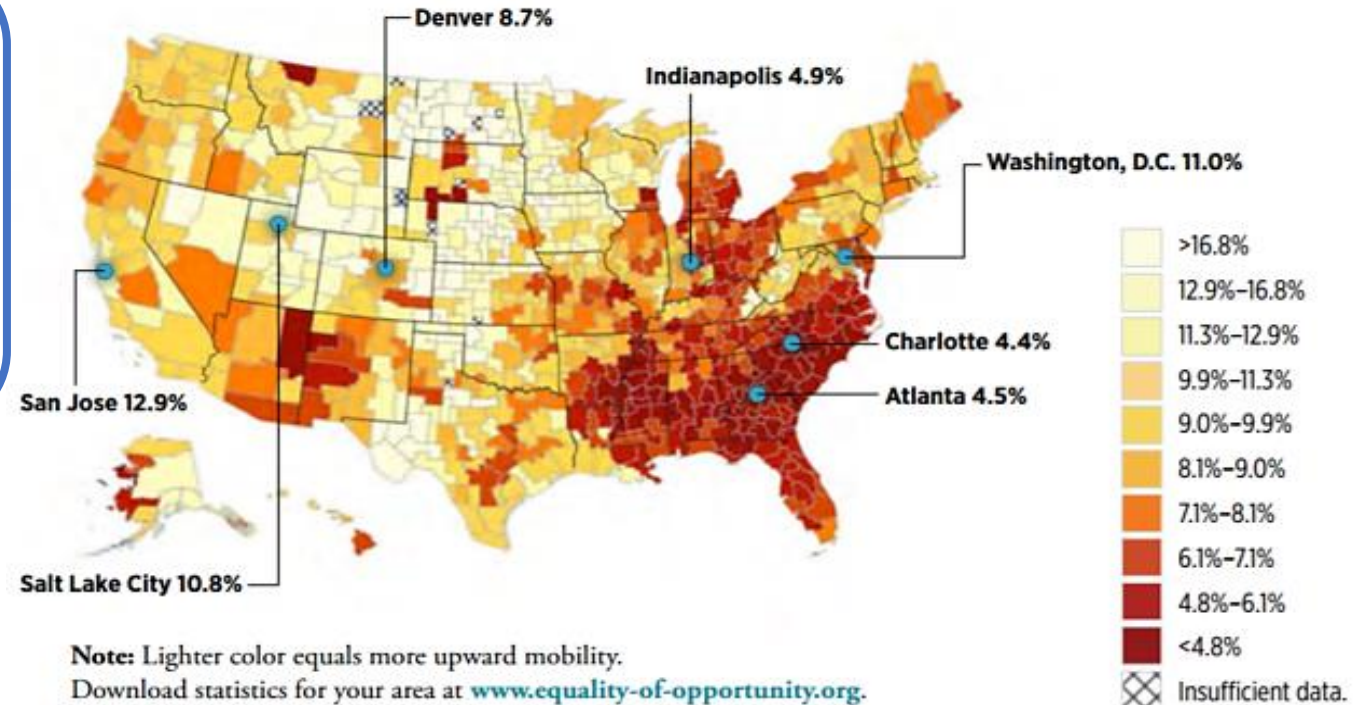 Denver 8.7%
Indianapolis 4.9%
Washington, D.C. 11.0%
>16.8%
12.9%–16.8%
11.3%–12.9%
9.9%–11.3%
9.0%–9.9%
8.1%–9.0%
7.1%–8.1%
6.1%–7.1%
4.8%–6.1%
<4.8%
Insufficient data.
Charlotte 4.4%
Atlanta 4.5%
San Jose 12.9%
Salt Lake City 10.8%
Note: Lighter color equals more upward mobility.
Download statistics for your area at www.equality-of-opportunity.org.